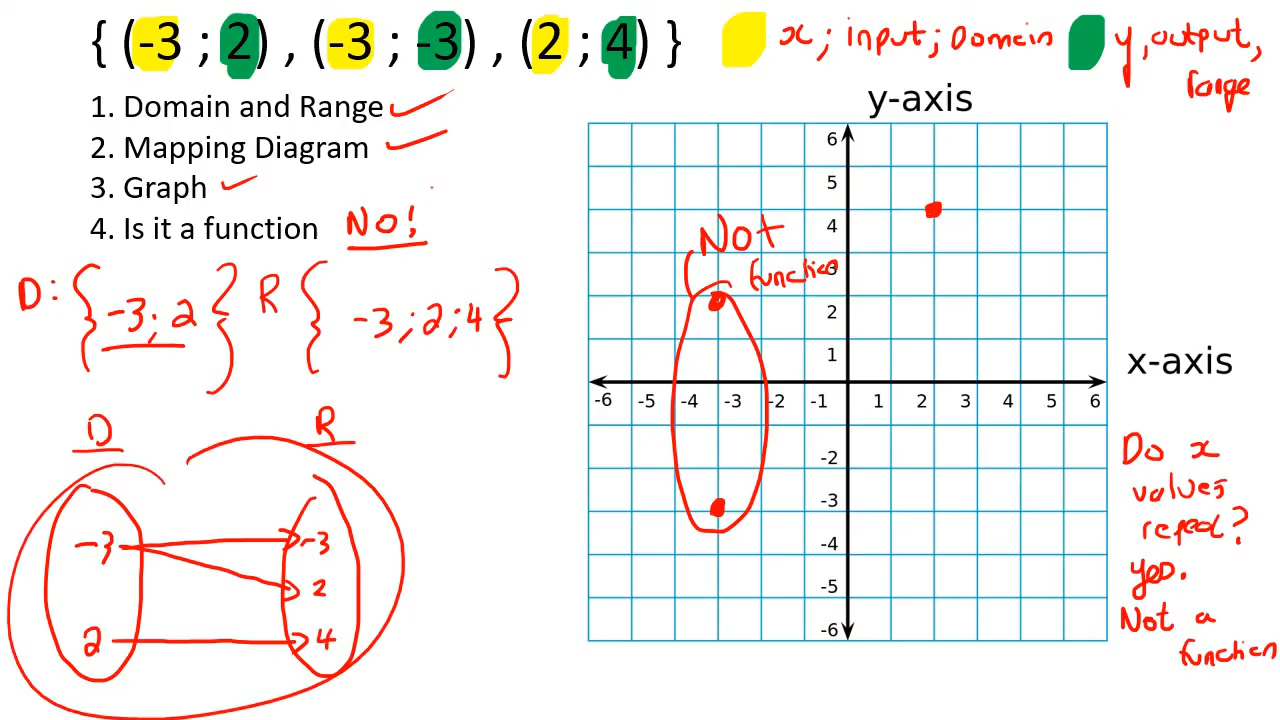 { (-3 ; 2) , (-3 ; -3) , (2 ; 4) }
x ; input ; Domain
y, output,
range
1. Domain and Range
2. Mapping Diagram
3. Graph
4. Is it a function NO!
D: { -3 ; 2 } R { -3 ; 2 ; 4 }
D R
-3 -3
2
2 4
y-axis
6
5
4
3
2
1
-6 -5 -4 -3 -2 -1 1 2 3 4 5 6
-2
-3
-4
-5
-6
x-axis
Not
function
Do x
values
repeat?
yes.
Not a
function